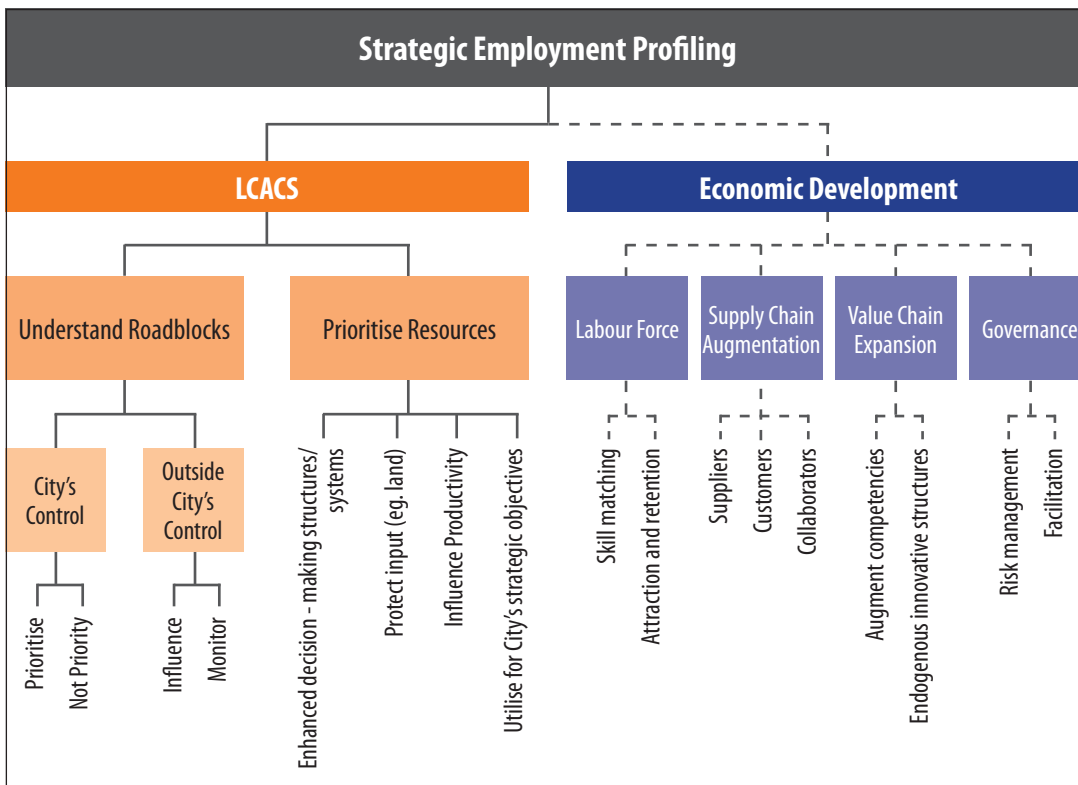 Strategic Employment Profiling
LCACS
Economic Development
Understand Roadblocks
Prioritise Resources
Labour Force
Supply Chain
Augmentation
Value Chain
Expansion
Governance
City's
Control
Outside
City's
Control
Prioritise
Not Priority
Influence
Monitor
Enhanced decision - making structures/
systems
Protect input (eg. land)
Influence Productivity
Utilise for City's strategic objectives
Skill matching
Attraction and retention
Suppliers
Customers
Collaborators
Augment competencies
Endogenous innovative structures
Risk management
Facilitation